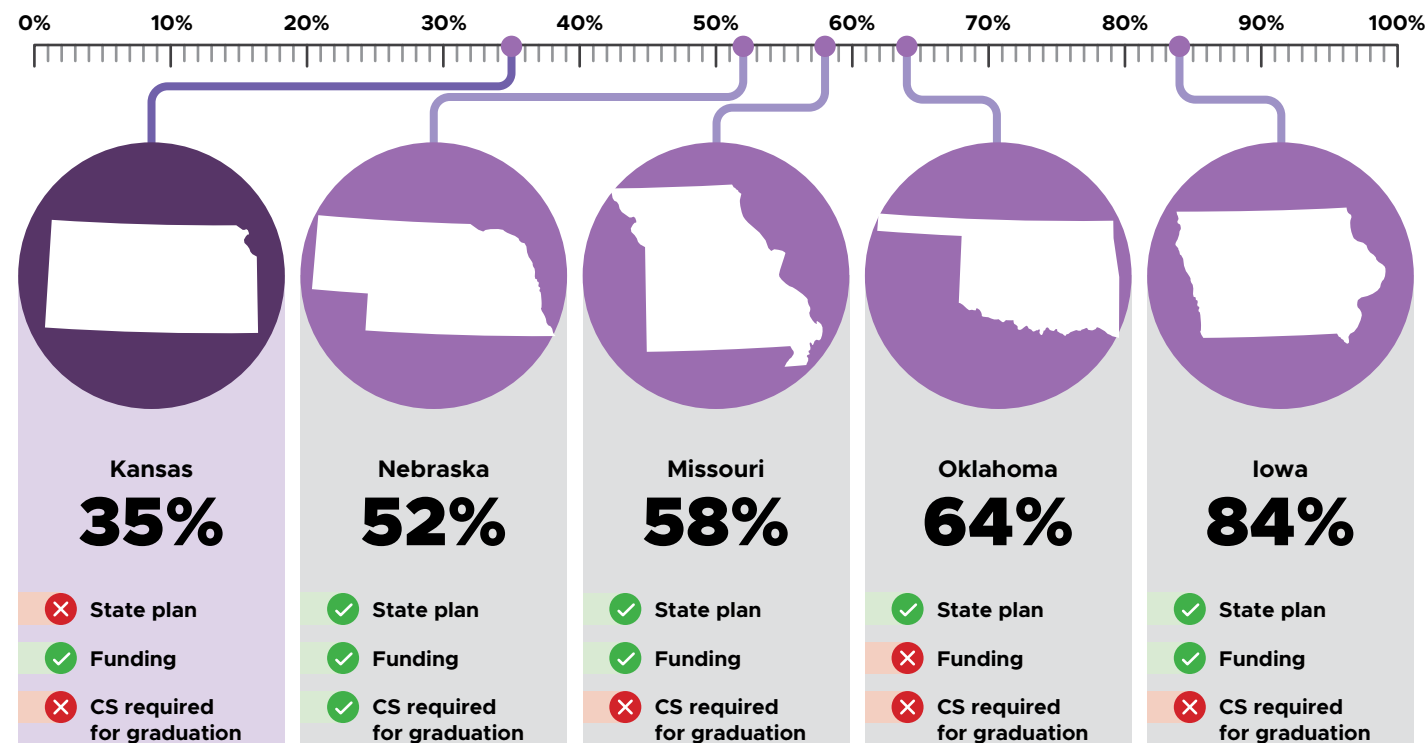 0% 10% 20% 30% 40% 50% 60% 70% 80% 90% 100%
Kansas
35%
State plan
Funding
CS required
for graduation
Nebraska
52%
State plan
Funding
CS required
for graduation
Missouri
58%
State plan
Funding
CS required
for graduation
Oklahoma
64%
State plan
Funding
CS required
for graduation
Iowa
84%
State plan
Funding
CS required
for graduation